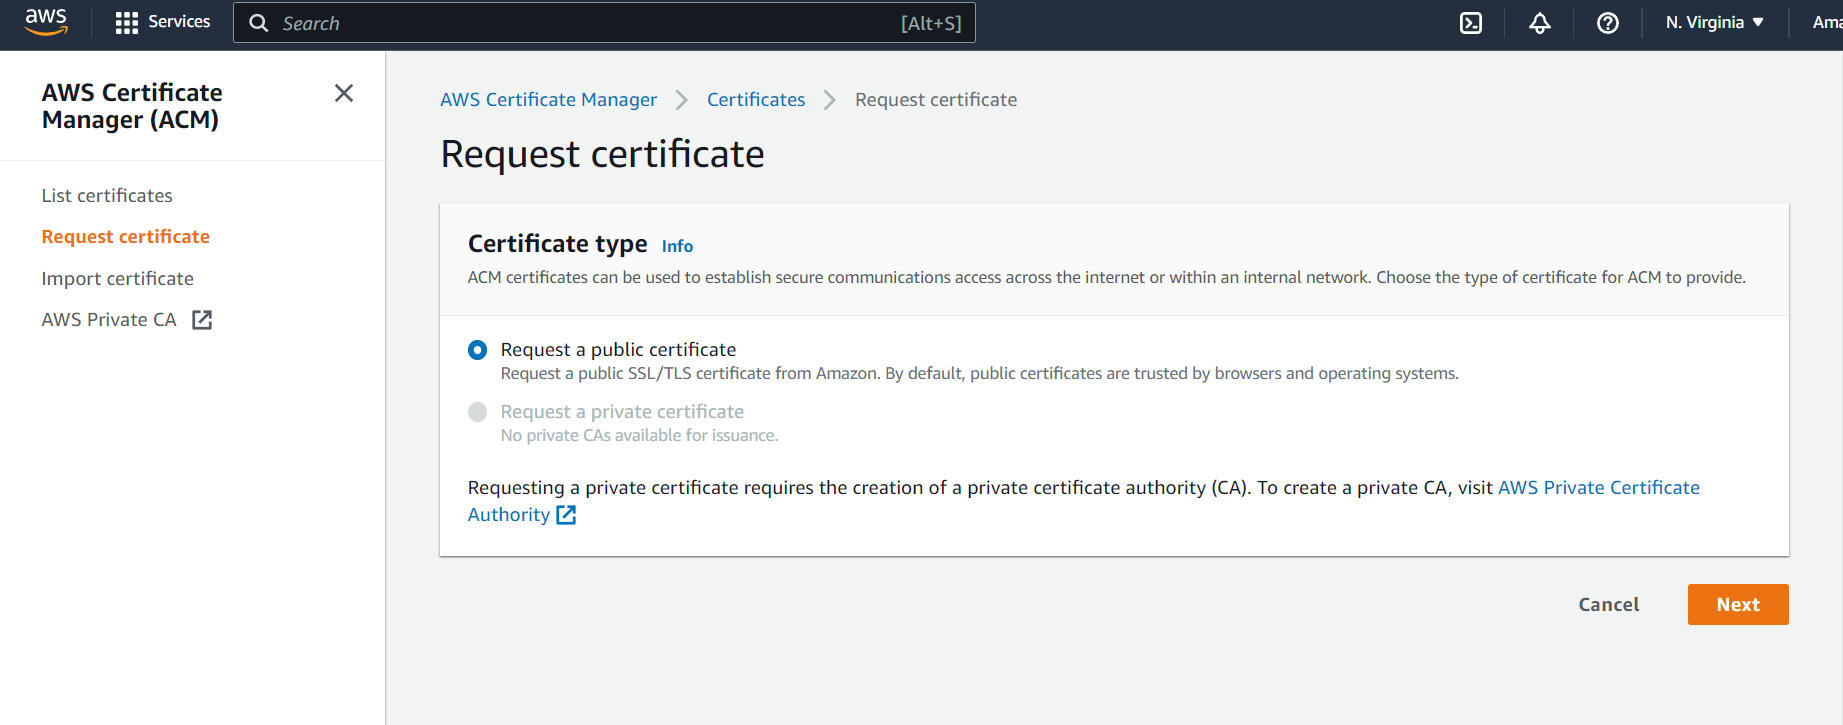 aws
Services
Search
[Alt+S]
N. Virginia
Ama
AWS Certificate
Manager (ACM)
List certificates
Request certificate
Import certificate
AWS Private CA
AWS Certificate Manager > Certificates > Request certificate
Request certificate
Certificate type Info
ACM certificates can be used to establish secure communications access across the internet or within an internal network. Choose the type of certificate for ACM to provide.
Request a public certificate
Request a public SSL/TLS certificate from Amazon. By default, public certificates are trusted by browsers and operating systems.
Request a private certificate
No private CAs available for issuance.
Requesting a private certificate requires the creation of a private certificate authority (CA). To create a private CA, visit AWS Private Certificate
Authority
Cancel
Next